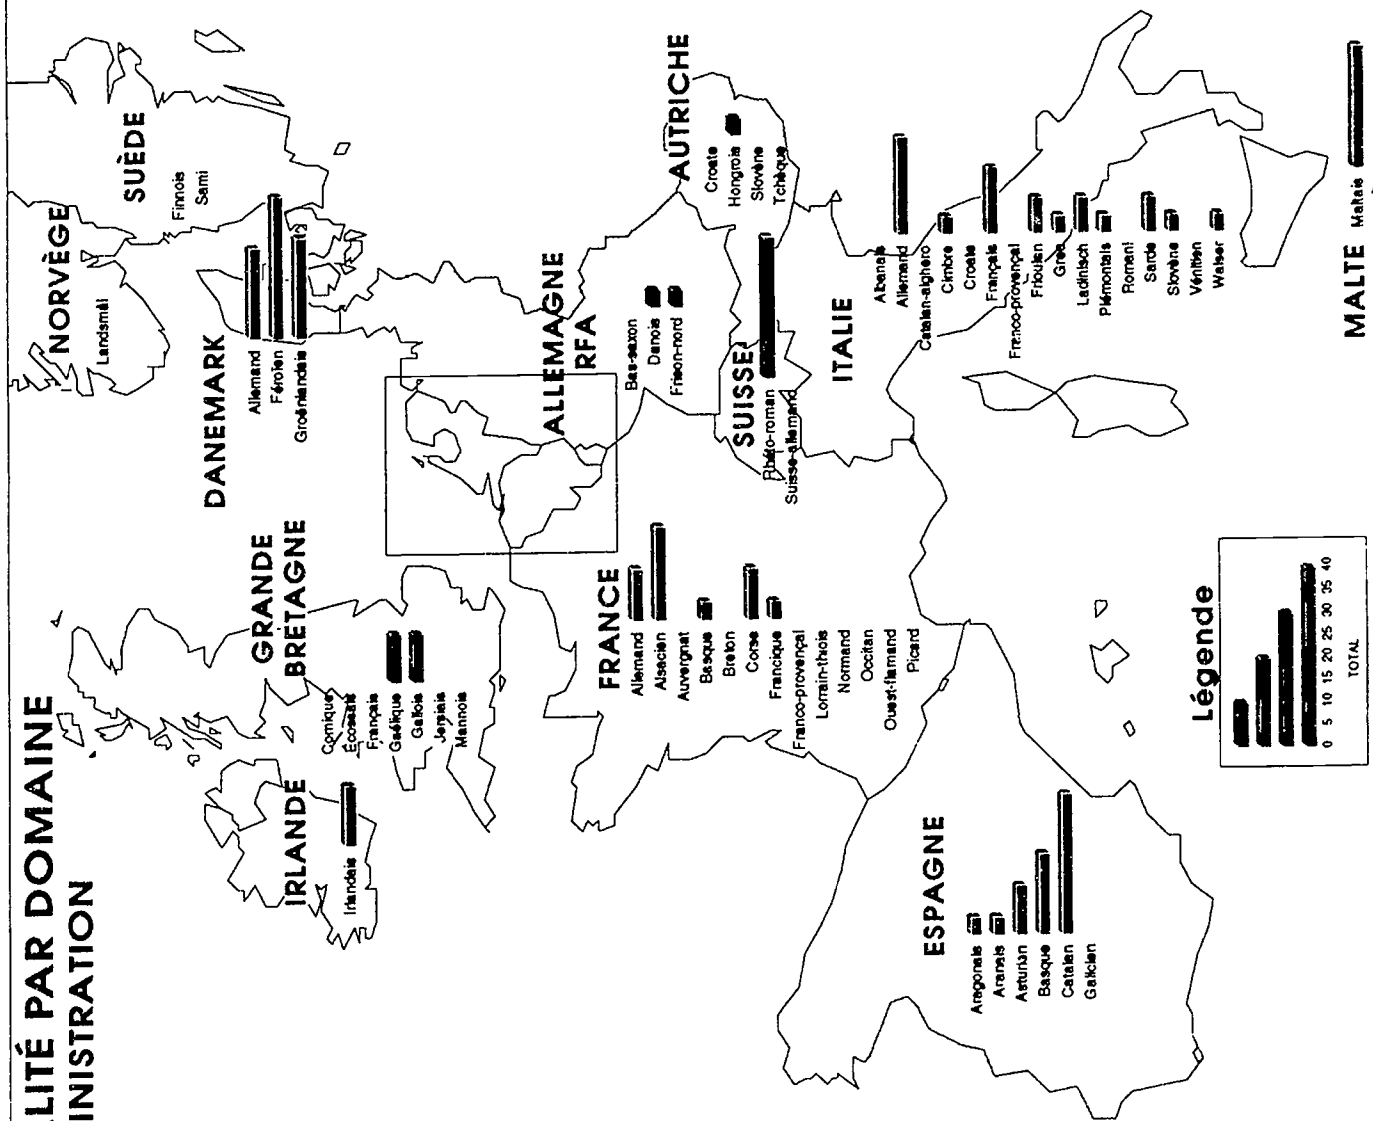 LITÉ PAR DOMAINE
INISTRATION
NORVÈGE
Landsmål
SUÈDE
Finnois
Sami
DANEMARK
Allemand
Féroïen
Groënlandais
GRANDE
BRETAGNE
Cornique
Écossais
Français
Gaélique
Gallois
Jersiais
Mannois
IRLANDE
Irlandais
ALLEMAGNE
RFA
Bas-saxon
Danois
Frison-nord
AUTRICHE
Croate
Hongrois
Slovène
Tchèque
SUISSE
Rhéto-roman
Suisse-allemand
FRANCE
Allemand
Alsacien
Auvergnat
Basque
Breton
Corse
Francique
Franco-provençal
Lorrain-thiois
Normand
Occitan
Ouest-flamand
Picard
ITALIE
Albanais
Allemand
Catalan-alghero
Cimbre
Croate
Français
Franco-provençal
Frioulan
Grec
Ladinisch
Piémontais
Romani
Sarde
Slovène
Vénitien
Walser
ESPAGNE
Aragonais
Aranais
Asturian
Basque
Catalan
Galicien
MALTE Maltais
Légende
0 5 10 15 20 25 30 35 40
TOTAL